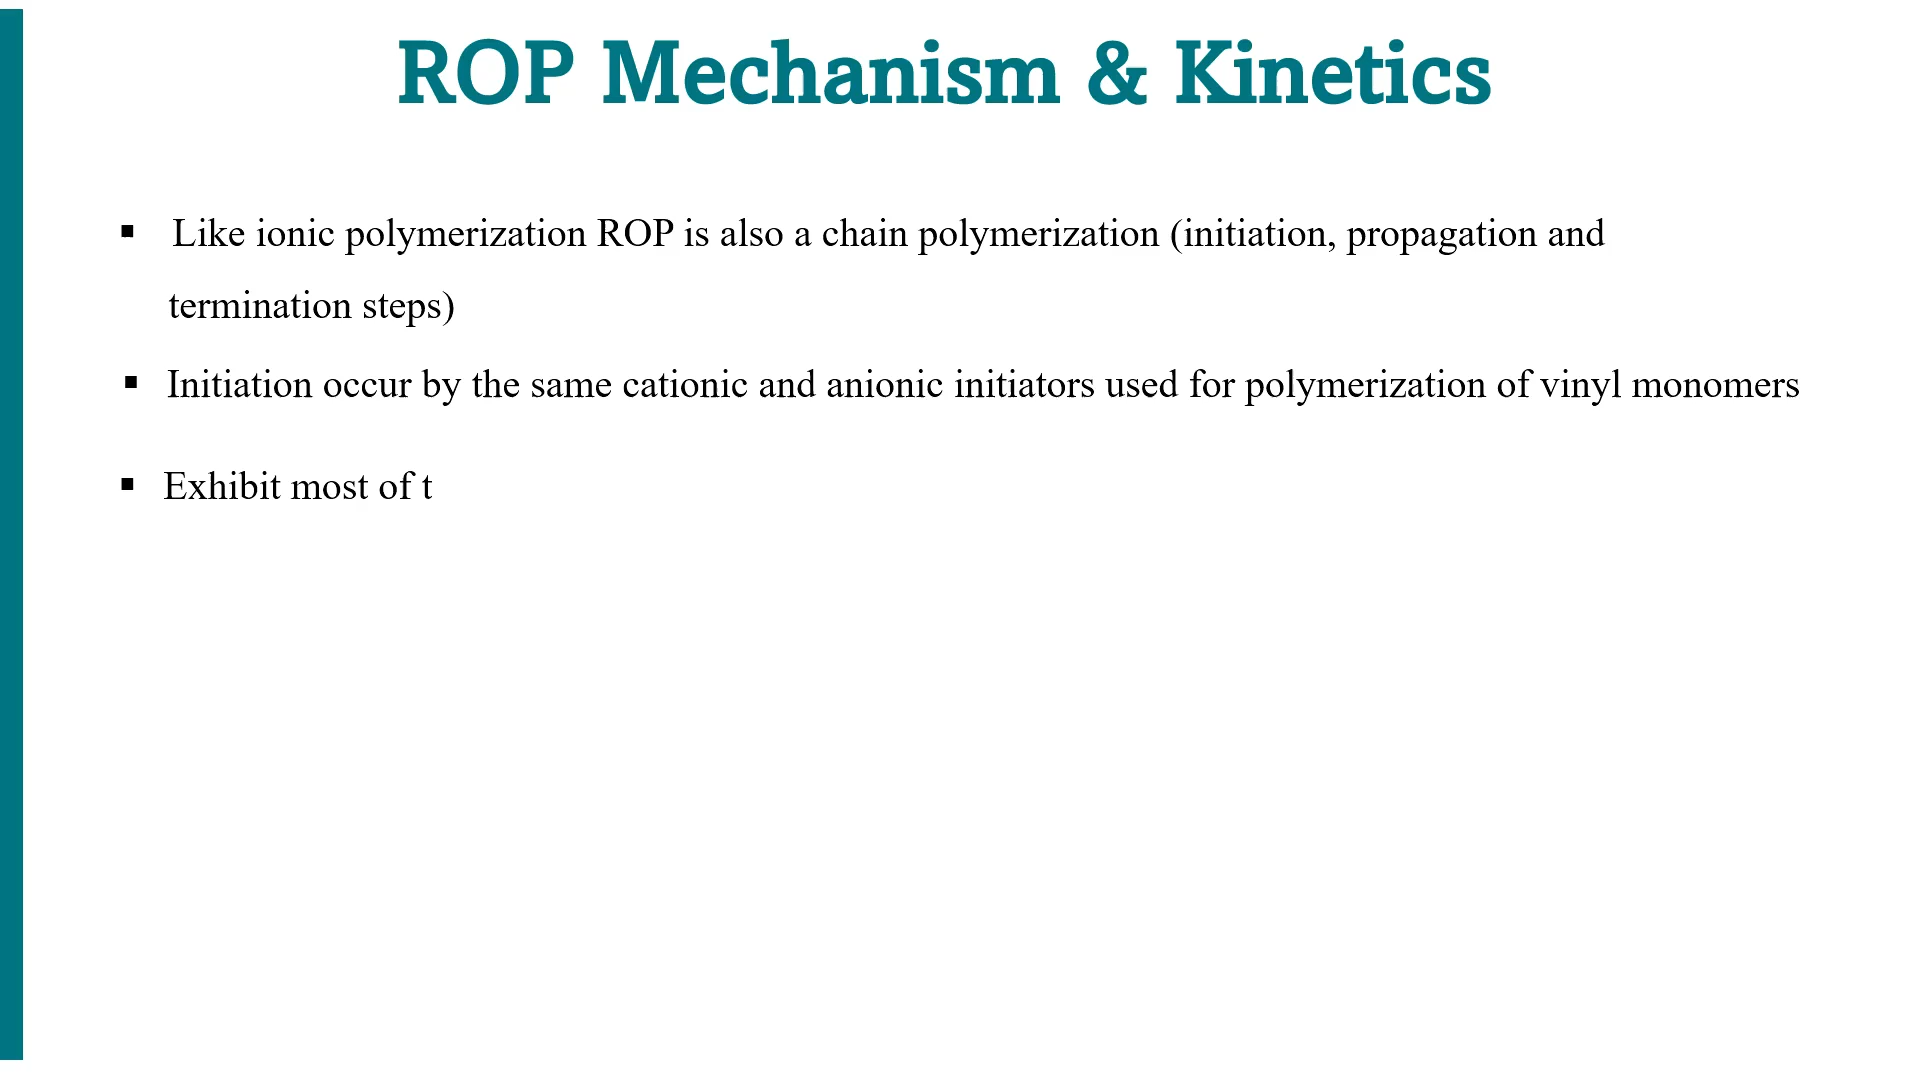 ROP Mechanism & Kinetics
▪ Like ionic polymerization ROP is also a chain polymerization (initiation, propagation and
termination steps)
▪ Initiation occur by the same cationic and anionic initiators used for polymerization of vinyl monomers
▪ Exhibit most of t